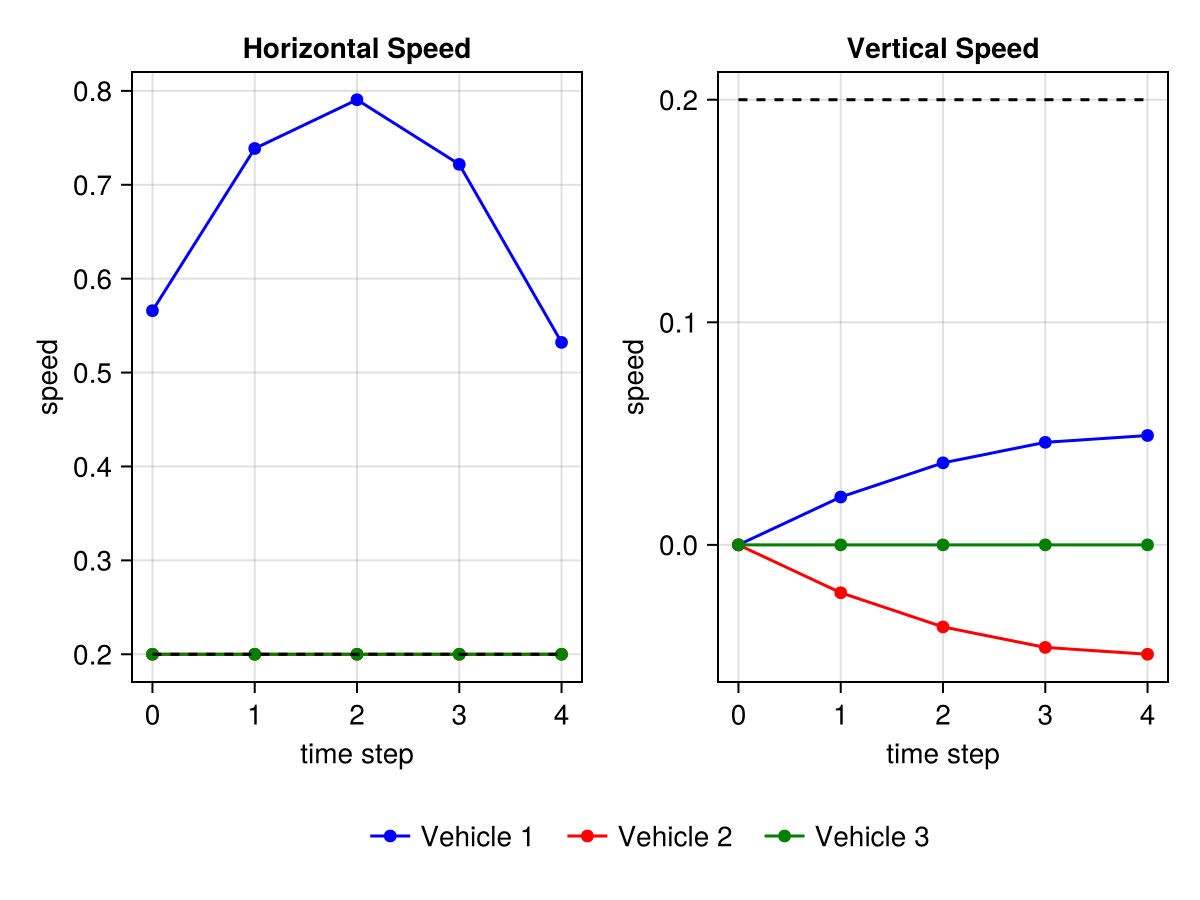 Horizontal Speed
speed
0.8
0.7
0.6
0.5
0.4
0.3
0.2
0 1 2 3 4
time step
Vertical Speed
speed
0.2
0.1
0.0
0 1 2 3 4
time step
Vehicle 1 Vehicle 2 Vehicle 3